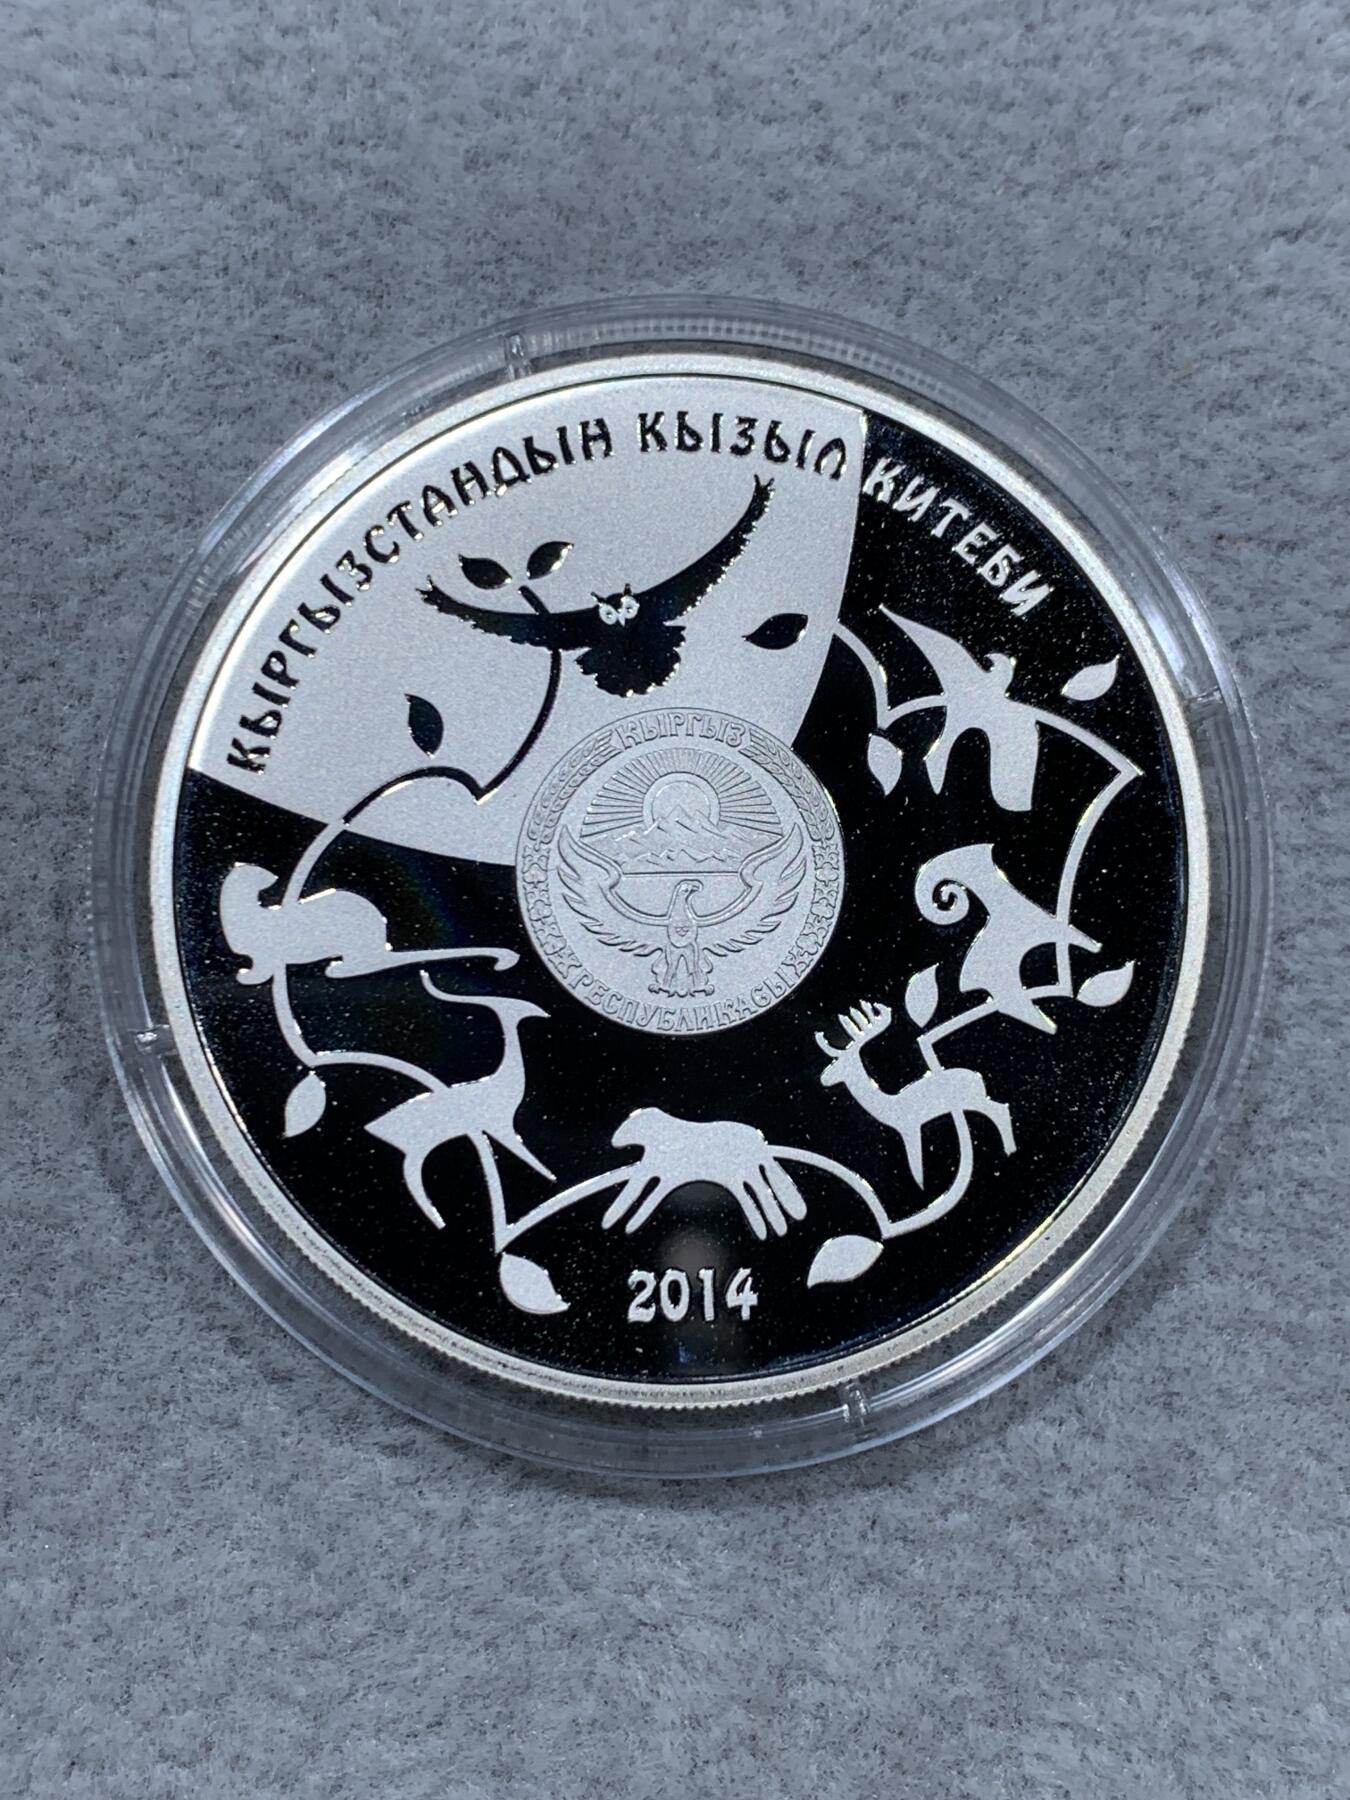 КЫРГЫЗСТАНДЫН КЫЗЫЛ КИТЕБИ
КЫРГЫЗ
РЕСПУБЛИКАСЫ
2014